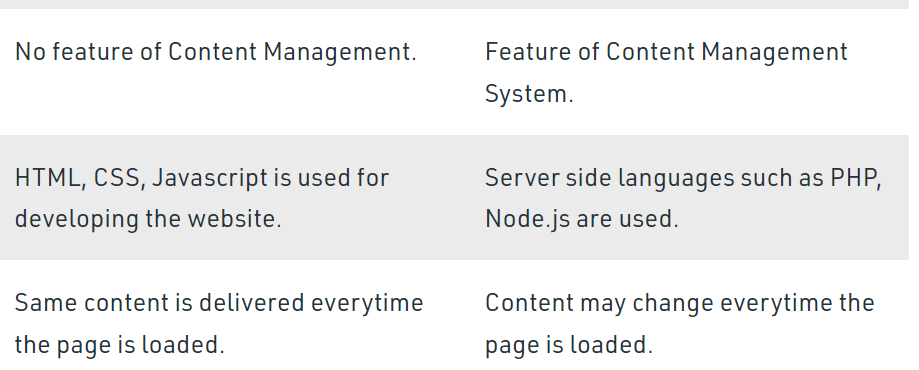 No feature of Content Management.
Feature of Content Management
System.
HTML, CSS, Javascript is used for
developing the website.
Server side languages such as PHP,
Node.js are used.
Same content is delivered everytime
the page is loaded.
Content may change everytime the
page is loaded.